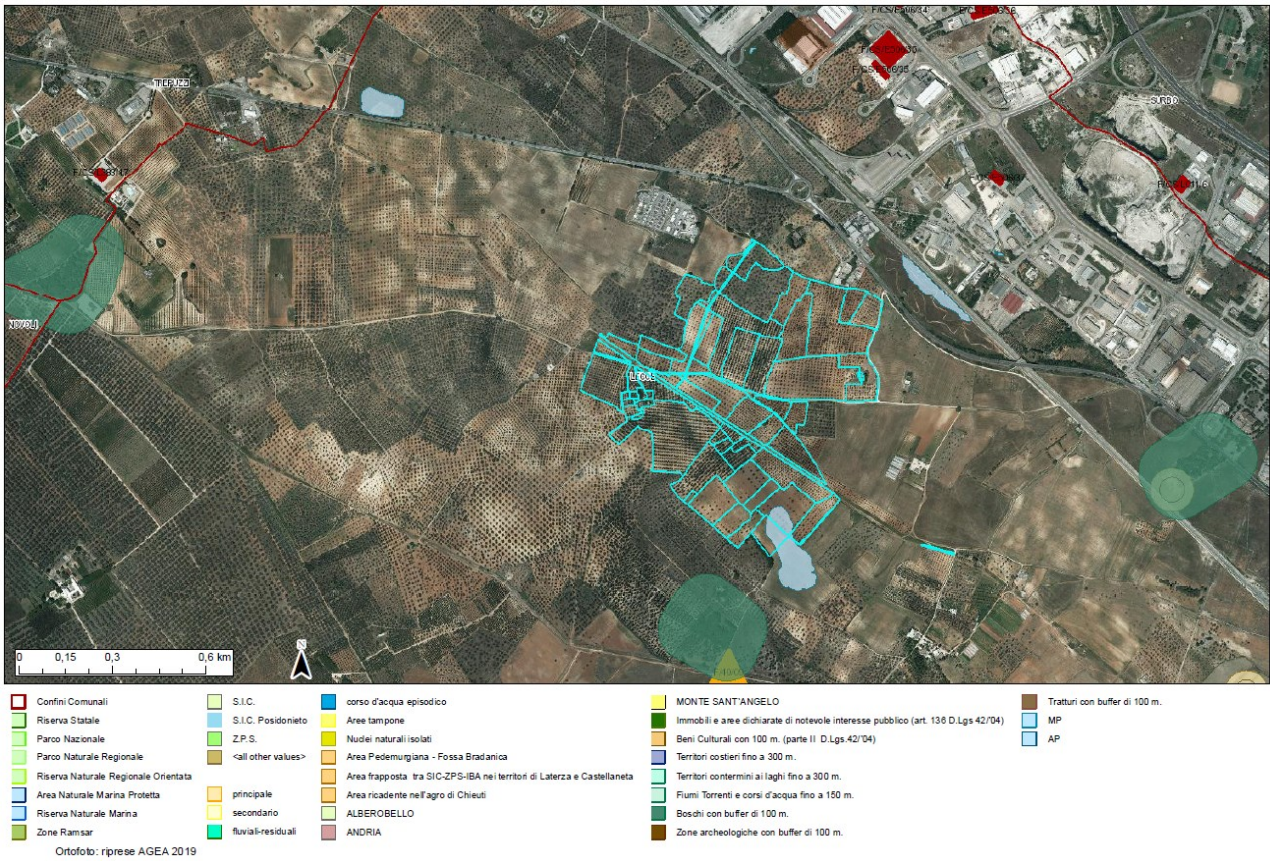 F/CS/E506/34
TREPUZZI
SURBO
NOVOLI
LECCE
N
0 0,15 0,3 0,6 km
Confini Comunali
Riserva Statale
Parco Nazionale
Parco Naturale Regionale
Riserva Naturale Regionale Orientata
Area Naturale Marina Protetta
Riserva Naturale Marina
Zone Ramsar
S.I.C.
S.I.C. Posidonieto
Z.P.S.
<all other values>
principale
secondario
fluviali-residuali
corso d'acqua episodico
Aree tampone
Nuclei naturali isolati
Area Pedemurgiana - Fossa Bradanica
Area frapposta tra SIC-ZPS-IBA nei territori di Laterza e Castellaneta
Area ricadente nell'agro di Chieuti
ALBEROBELLO
ANDRIA
MONTE SANT'ANGELO
Immobili e aree dichiarate di notevole interesse pubblico (art. 136 D.Lgs 42/'04)
Beni Culturali con 100 m. (parte II D.Lgs.42/'04)
Territori costieri fino a 300 m.
Territori contermini ai laghi fino a 300 m.
Fiumi Torrenti e corsi d'acqua fino a 150 m.
Boschi con buffer di 100 m.
Zone archeologiche con buffer di 100 m.
Tratturi con buffer di 100 m.
MP
AP
Ortofoto: riprese AGEA 2019